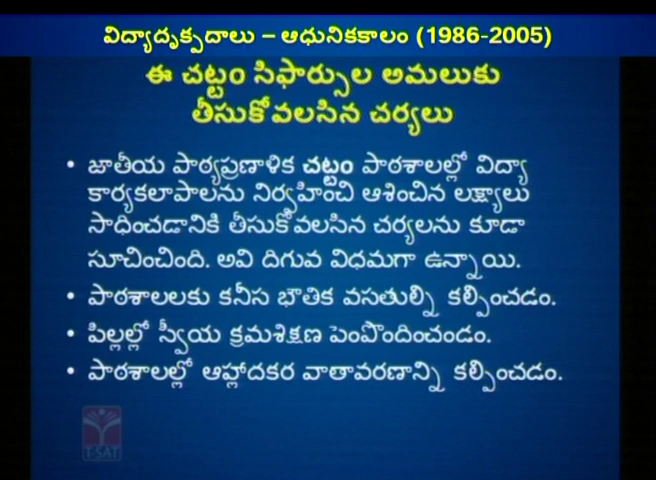 విద్యాదృక్పదాలు – ఆధునికకాలం (1986-2005)
ఈ చట్టం సిఫార్సుల అమలుకు
తీసుకోవలసిన చర్యలు
• జాతీయ పాఠ్యప్రణాళిక చట్టం పాఠశాలల్లో విద్యా
కార్యకలాపాలను నిర్వహించి ఆశించిన లక్ష్యాలు
సాధించడానికి తీసుకోవలసిన చర్యలను కూడా
సూచించింది. అవి దిగువ విధమగా ఉన్నాయి.
• పాఠశాలలకు కనీస భౌతిక వసతుల్ని కల్పించడం.
• పిల్లల్లో స్వీయ క్రమశిక్షణ పెంపొందించండం.
• పాఠశాలల్లో ఆహ్లాదకర వాతావరణాన్ని కల్పించడం.
T-SAT